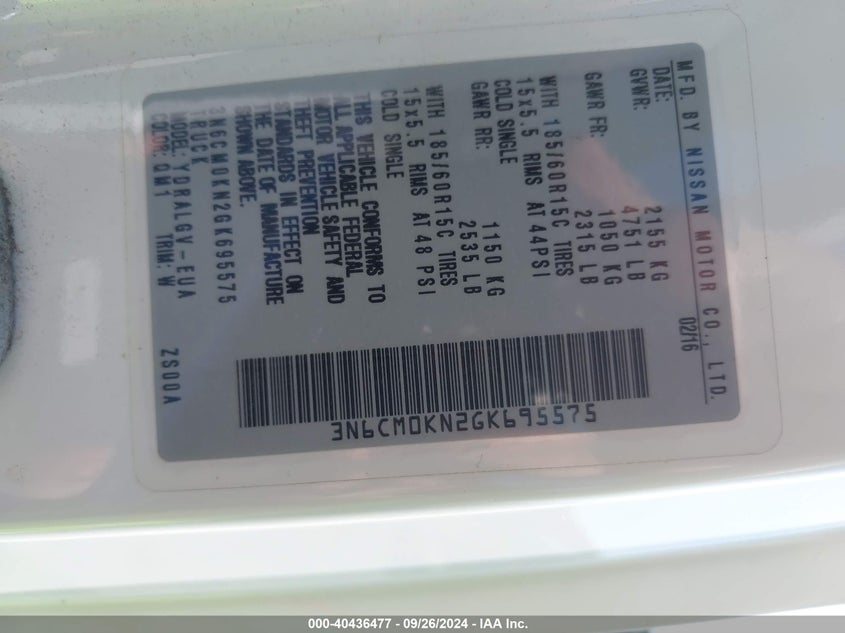 MFD. BY NISSAN MOTOR CO., LTD.
DATE: 02/16
GVWR: 2155 KG
4751 LB
GAWR FR: 1050 KG
2315 LB
WITH 185/60R15C TIRES
15x5.5 RIMS AT 44PSI
COLD SINGLE
GAWR RR: 1150 KG
2535 LB
WITH 185/60R15C TIRES
15x5.5 RIMS AT 48 PSI
COLD SINGLE
THIS VEHICLE CONFORMS TO
ALL APPLICABLE FEDERAL
MOTOR VEHICLE SAFETY AND
THEFT PREVENTION
STANDARDS IN EFFECT ON
THE DATE OF MANUFACTURE
SHOWN ABOVE.
3N6CM0KN2GK695575
TRUCK
MODEL: YDRALGV-EUA
COLOR: QM1 TRIM: W ZS00A
3N6CM0KN2GK695575
000-40436477 - 09/26/2024 - IAA Inc.